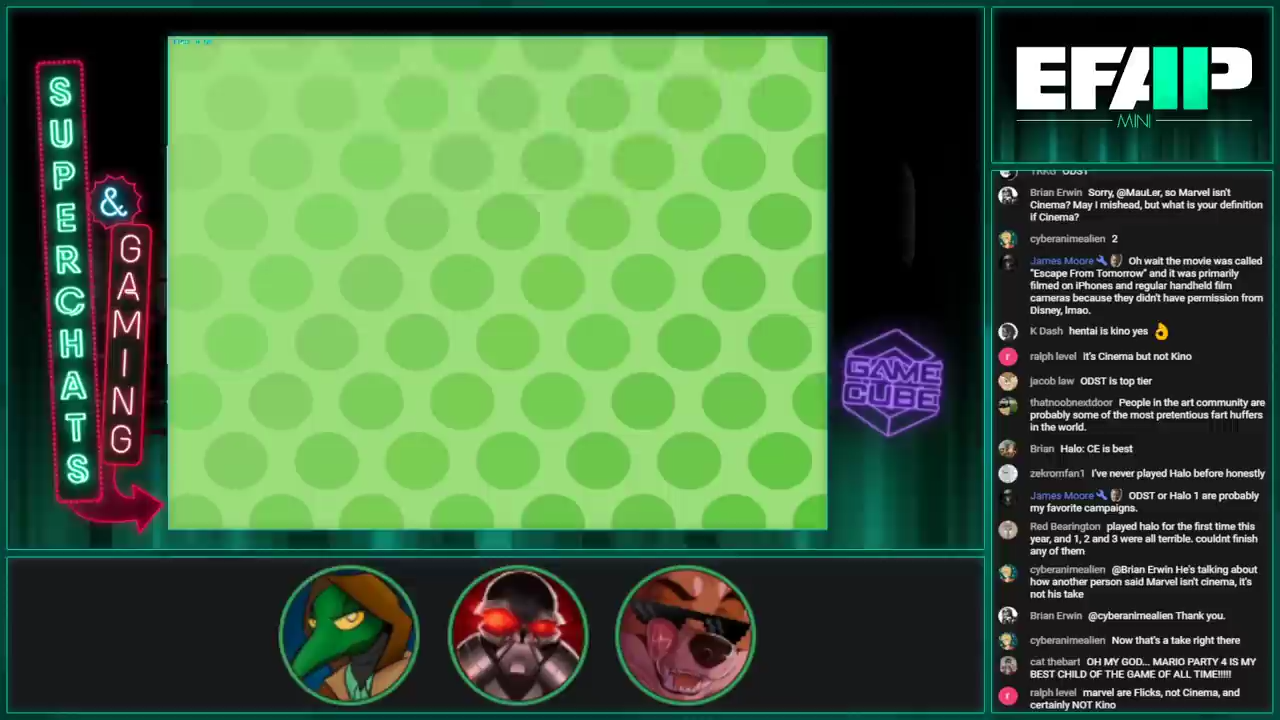 SUPERCHATS
&
GAMING
GAME
CUBE
EFAP
MINI
ODST
Brian Erwin Sorry, @MauLer, so Marvel isn't
Cinema? May I mishead, but what is your definition
if Cinema?
cyberanimealien 2
James Moore Oh wait the movie was called
"Escape From Tomorrow" and it was primarily
filmed on iPhones and regular handheld film
cameras because they didn't have permission from
Disney, lmao.
K Dash hentai is kino yes 👌
ralph level It's Cinema but not Kino
jacob law ODST is top tier
thatnoobnextdoor People in the art community are
probably some of the most pretentious fart huffers
in the world.
Brian Halo: CE is best
zekromfan1 I've never played Halo before honestly
James Moore ODST or Halo 1 are probably
my favorite campaigns.
Red Bearington played halo for the first time this
year, and 1, 2 and 3 were all terrible. couldnt finish
any of them
cyberanimealien @Brian Erwin He's talking about
how another person said Marvel isn't cinema, it's
not his take
Brian Erwin @cyberanimealien Thank you.
cyberanimealien Now that's a take right there
cat thebart OH MY GOD... MARIO PARTY 4 IS MY
BEST CHILD OF THE GAME OF ALL TIME!!!!!
ralph level marvel are Flicks, not Cinema, and
certainly NOT Kino